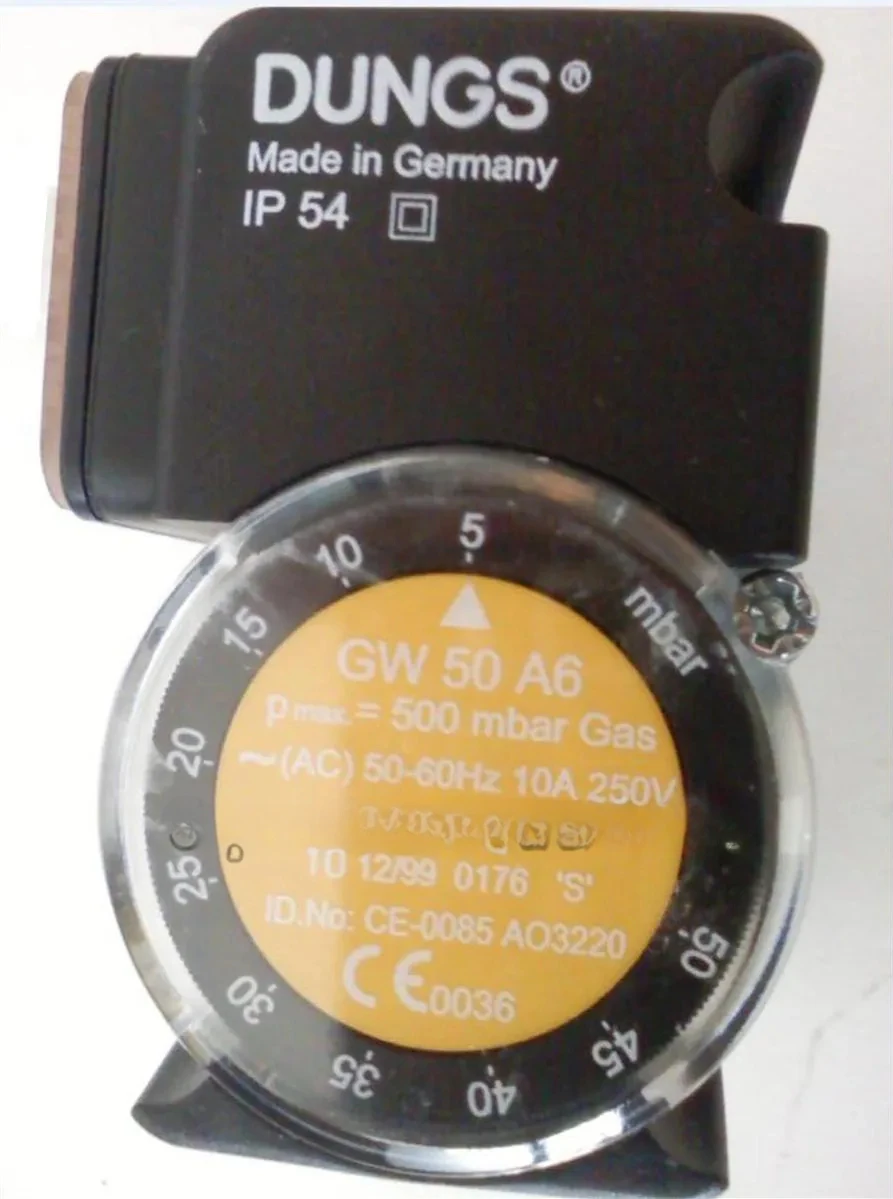 DUNGS®
Made in Germany
IP 54
5
10
15
20
25
30
35
40
45
50
mbar
GW 50 A6
p max. = 500 mbar Gas
~(AC) 50-60Hz 10A 250V
10 12/99 0176 'S'
ID.No: CE-0085 AO3220
CE0036